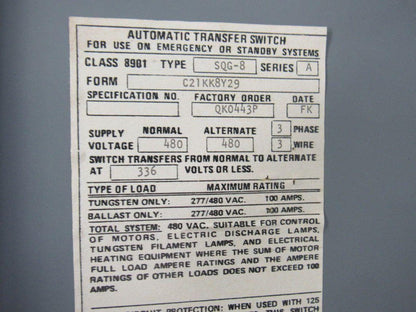 AUTOMATIC TRANSFER SWITCH
FOR USE ON EMERGENCY OR STANDBY SYSTEMS
CLASS 8901 TYPE SQG-8 SERIES A
FORM C21KK8Y29
SPECIFICATION NO. FACTORY ORDER DATE
QK0443P FK
SUPPLY NORMAL ALTERNATE 3 PHASE
VOLTAGE 480 480 3 WIRE
SWITCH TRANSFERS FROM NORMAL TO ALTERNATE
AT 336 VOLTS OR LESS.
TYPE OF LOAD MAXIMUM RATING
TUNGSTEN ONLY: 277/480 VAC. 100 AMPS.
BALLAST ONLY: 277/480 VAC. 100 AMPS.
TOTAL SYSTEM: 480 VAC. SUITABLE FOR CONTROL
OF MOTORS, ELECTRIC DISCHARGE LAMPS,
TUNGSTEN FILAMENT LAMPS, AND ELECTRICAL
HEATING EQUIPMENT WHERE THE SUM OF MOTOR
FULL LOAD AMPERE RATINGS AND THE AMPERE
RATINGS OF OTHER LOADS DOES NOT EXCEED 100
AMPS.
PROTECTION: WHEN USED WITH 125